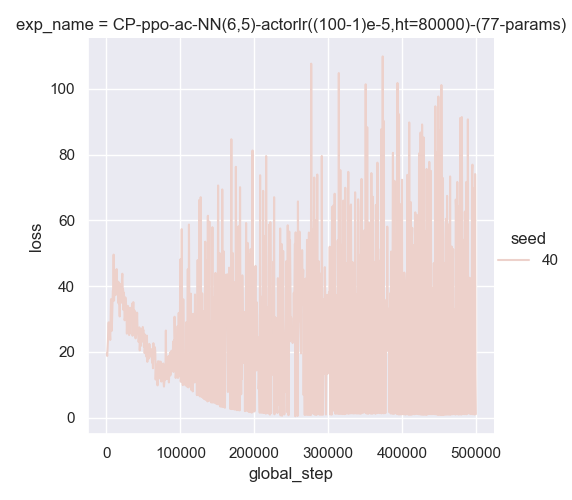 exp_name = CP-ppo-ac-NN(6,5)-actorlr((100-1)e-5,ht=80000)-(77-params)
100
80
60
40
20
0
loss
0 100000 200000 300000 400000 500000
global_step
seed
40